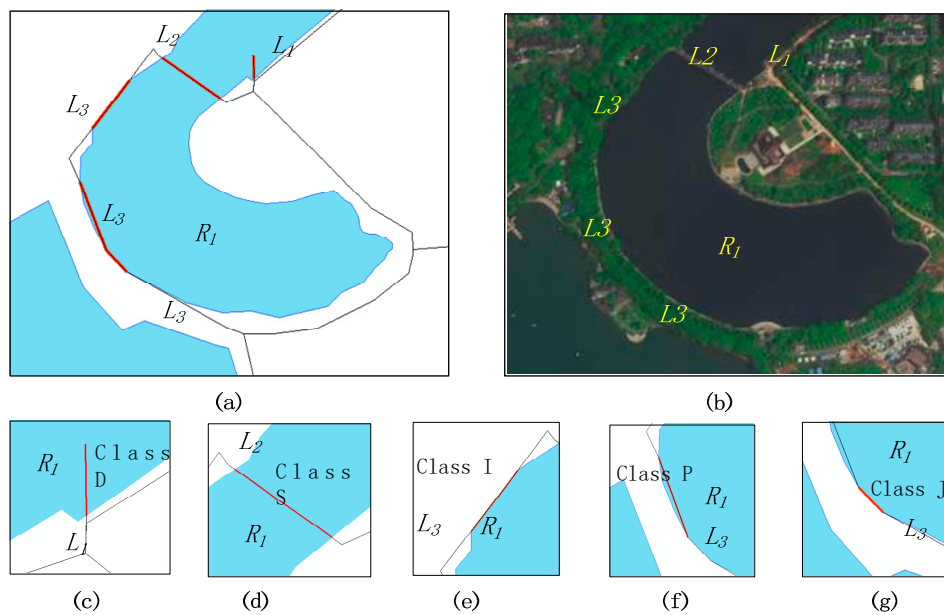 L2
L1
L3
L3
R1
L3
(a)
L2
L1
L3
L3
R1
L3
(b)
R1
Class
D
L1
(c)
L2
Class
S
R1
(d)
Class I
L3
R1
(e)
Class P
R1
L3
(f)
R1
Class J
L3
(g)